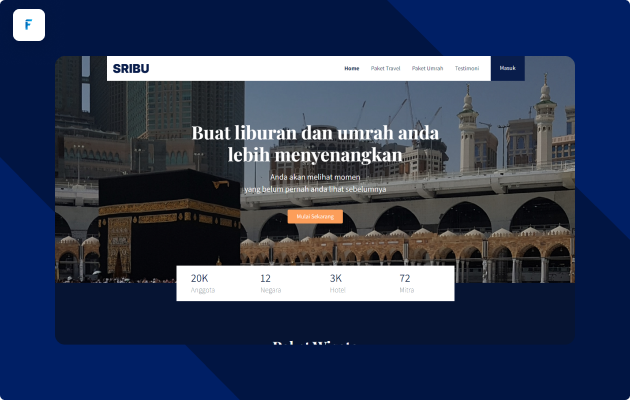 F
SRIBU
Home Paket Travel Paket Umrah Testimoni Masuk
Buat liburan dan umrah anda
lebih menyenangkan
Anda akan melihat momen
yang belum pernah anda lihat sebelumnya
Mulai Sekarang
20K 12 3K 72
Anggota Negara Hotel Mitra